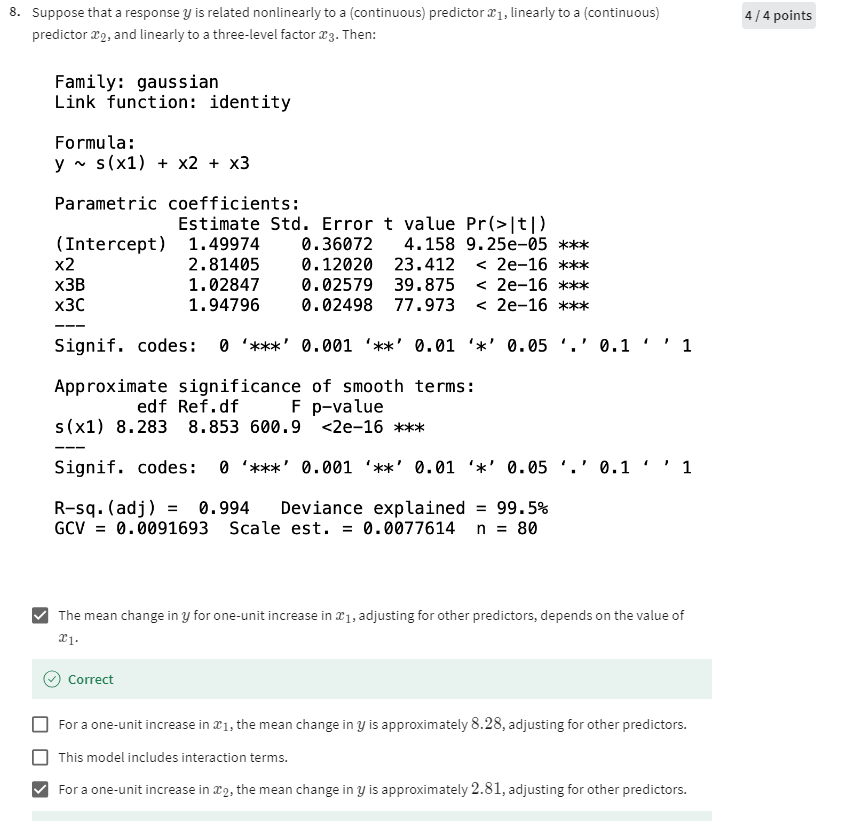 8. Suppose that a response y is related nonlinearly to a (continuous) predictor x1, linearly to a (continuous)
predictor x2, and linearly to a three-level factor x3. Then:
4 / 4 points
Family: gaussian
Link function: identity
Formula:
y ~ s(x1) + x2 + x3
Parametric coefficients:
Estimate Std. Error t value Pr(>|t|)
(Intercept) 1.49974 0.36072 4.158 9.25e-05 ***
x2 2.81405 0.12020 23.412 < 2e-16 ***
x3B 1.02847 0.02579 39.875 < 2e-16 ***
x3C 1.94796 0.02498 77.973 < 2e-16 ***
---
Signif. codes: 0 ‘***’ 0.001 ‘**’ 0.01 ‘*’ 0.05 ‘.’ 0.1 ‘ ’ 1
Approximate significance of smooth terms:
edf Ref.df F p-value
s(x1) 8.283 8.853 600.9 <2e-16 ***
---
Signif. codes: 0 ‘***’ 0.001 ‘**’ 0.01 ‘*’ 0.05 ‘.’ 0.1 ‘ ’ 1
R-sq.(adj) = 0.994 Deviance explained = 99.5%
GCV = 0.0091693 Scale est. = 0.0077614 n = 80
The mean change in y for one-unit increase in x1, adjusting for other predictors, depends on the value of
x1.
Correct
For a one-unit increase in x1, the mean change in y is approximately 8.28, adjusting for other predictors.
This model includes interaction terms.
For a one-unit increase in x2, the mean change in y is approximately 2.81, adjusting for other predictors.